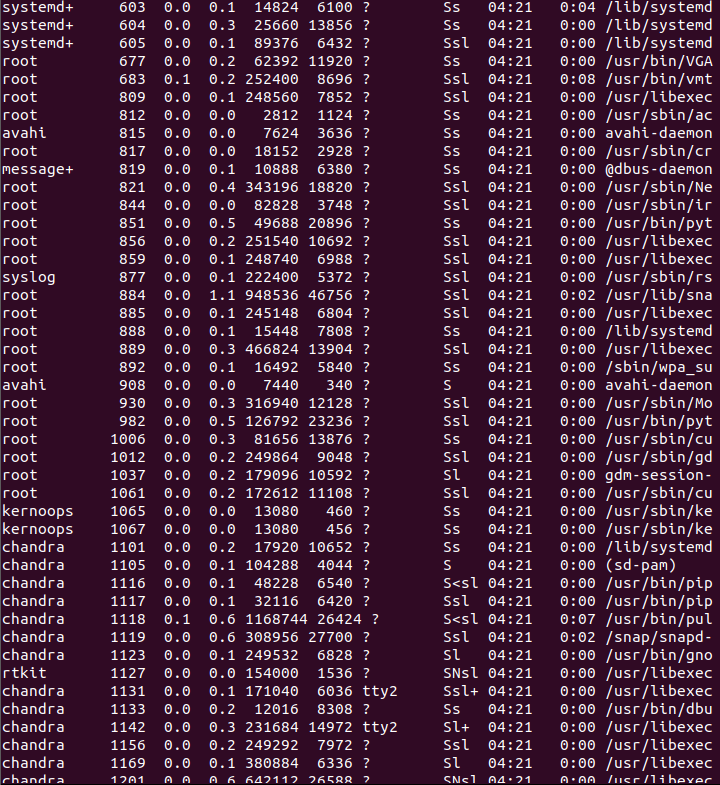 systemd+     603  0.0  0.1  14824  6100 ?        Ss   04:21   0:04 /lib/systemd
systemd+     604  0.0  0.3  25660 13856 ?        Ss   04:21   0:00 /lib/systemd
systemd+     605  0.0  0.1  89376  6432 ?        Ssl  04:21   0:00 /lib/systemd
root         677  0.0  0.2  62392 11920 ?        Ss   04:21   0:00 /usr/bin/VGA
root         683  0.1  0.2 252400  8696 ?        Ssl  04:21   0:08 /usr/bin/vmt
root         809  0.0  0.1 248560  7852 ?        Ssl  04:21   0:00 /usr/libexec
root         812  0.0  0.0   2812  1124 ?        Ss   04:21   0:00 /usr/sbin/ac
avahi        815  0.0  0.0   7624  3636 ?        Ss   04:21   0:00 avahi-daemon
root         817  0.0  0.0  18152  2928 ?        Ss   04:21   0:00 /usr/sbin/cr
message+     819  0.0  0.1  10888  6380 ?        Ss   04:21   0:00 @dbus-daemon
root         821  0.0  0.4 343196 18820 ?        Ssl  04:21   0:00 /usr/sbin/Ne
root         844  0.0  0.0  82828  3748 ?        Ssl  04:21   0:00 /usr/sbin/ir
root         851  0.0  0.5  49688 20896 ?        Ss   04:21   0:00 /usr/bin/pyt
root         856  0.0  0.2 251540 10692 ?        Ssl  04:21   0:00 /usr/libexec
root         859  0.0  0.1 248740  6988 ?        Ssl  04:21   0:00 /usr/libexec
syslog       877  0.0  0.1 222400  5372 ?        Ssl  04:21   0:00 /usr/sbin/rs
root         884  0.0  1.1 948536 46756 ?        Ssl  04:21   0:02 /usr/lib/sna
root         885  0.0  0.1 245148  6804 ?        Ssl  04:21   0:00 /usr/libexec
root         888  0.0  0.1  15448  7808 ?        Ss   04:21   0:00 /lib/systemd
root         889  0.0  0.3 466824 13904 ?        Ssl  04:21   0:00 /usr/libexec
root         892  0.0  0.1  16492  5840 ?        Ss   04:21   0:00 /sbin/wpa_su
avahi        908  0.0  0.0   7440   340 ?        S    04:21   0:00 avahi-daemon
root         930  0.0  0.3 316940 12128 ?        Ssl  04:21   0:00 /usr/sbin/Mo
root         982  0.0  0.5 126792 23236 ?        Ssl  04:21   0:00 /usr/bin/pyt
root        1006  0.0  0.3  81656 13876 ?        Ss   04:21   0:00 /usr/sbin/cu
root        1012  0.0  0.2 249864  9048 ?        Ssl  04:21   0:00 /usr/sbin/gd
root        1037  0.0  0.2 179096 10592 ?        Sl   04:21   0:00 gdm-session-
root        1061  0.0  0.2 172612 11108 ?        Ssl  04:21   0:00 /usr/sbin/cu
kernoops    1065  0.0  0.0  13080   460 ?        Ss   04:21   0:00 /usr/sbin/ke
kernoops    1067  0.0  0.0  13080   456 ?        Ss   04:21   0:00 /usr/sbin/ke
chandra     1101  0.0  0.2  17920 10652 ?        Ss   04:21   0:00 /lib/systemd
chandra     1105  0.0  0.1 104288  4044 ?        S    04:21   0:00 (sd-pam)
chandra     1116  0.0  0.1  48228  6540 ?        S<sl 04:21   0:00 /usr/bin/pip
chandra     1117  0.0  0.1  32116  6420 ?        Ssl  04:21   0:00 /usr/bin/pip
chandra     1118  0.1  0.6 1168744 26424 ?       S<sl 04:21   0:07 /usr/bin/pul
chandra     1119  0.0  0.6 308956 27700 ?        Ssl  04:21   0:02 /snap/snapd-
chandra     1123  0.0  0.1 249532  6828 ?        Sl   04:21   0:00 /usr/bin/gno
rtkit       1127  0.0  0.0 154000  1536 ?        SNsl 04:21   0:00 /usr/libexec
chandra     1131  0.0  0.1 171040  6036 tty2     Ssl+ 04:21   0:00 /usr/libexec
chandra     1133  0.0  0.2  12016  8308 ?        Ss   04:21   0:00 /usr/bin/dbu
chandra     1142  0.0  0.3 231684 14972 tty2     Sl+  04:21   0:00 /usr/libexec
chandra     1156  0.0  0.2 249292  7972 ?        Ssl  04:21   0:00 /usr/libexec
chandra     1169  0.0  0.1 380884  6336 ?        Sl   04:21   0:00 /usr/libexec
chandra     1201  0.0  0.6 642112 26588 ?        SNsl 04:21   0:00 /usr/libexec